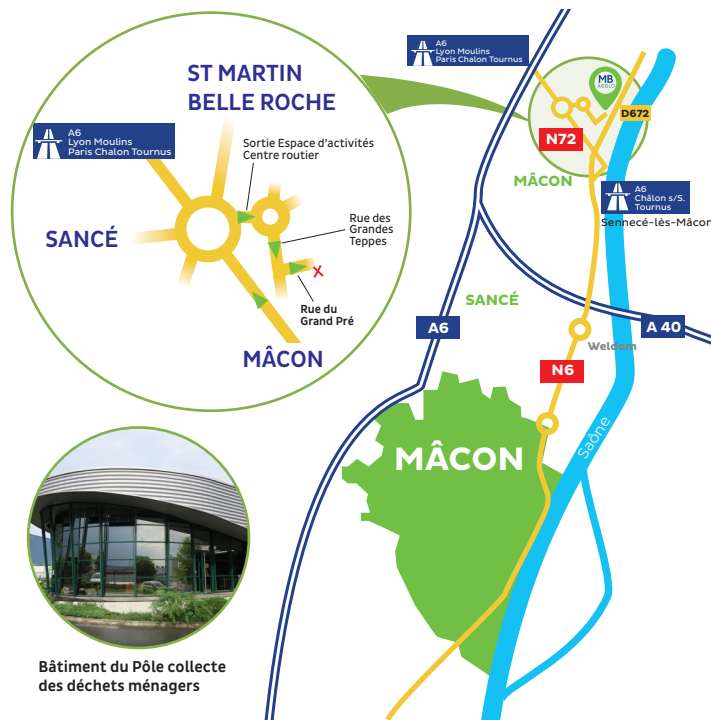 ST MARTIN
BELLE ROCHE
A6
Lyon Moulins
Paris Chalon Tournus
Sortie Espace d'activités
Centre routier
SANCÉ
Rue des
Grandes
Teppes
Rue du
Grand Pré
MÂCON
A6
Lyon Moulins
Paris Chalon Tournus
MB
AGGLO
D672
N72
MÂCON
A6
Châlon s/S.
Tournus
Sennecé-lès-Mâcon
SANCÉ
A6
A 40
Weldom
N6
MÂCON
Saône
Bâtiment du Pôle collecte
des déchets ménagers